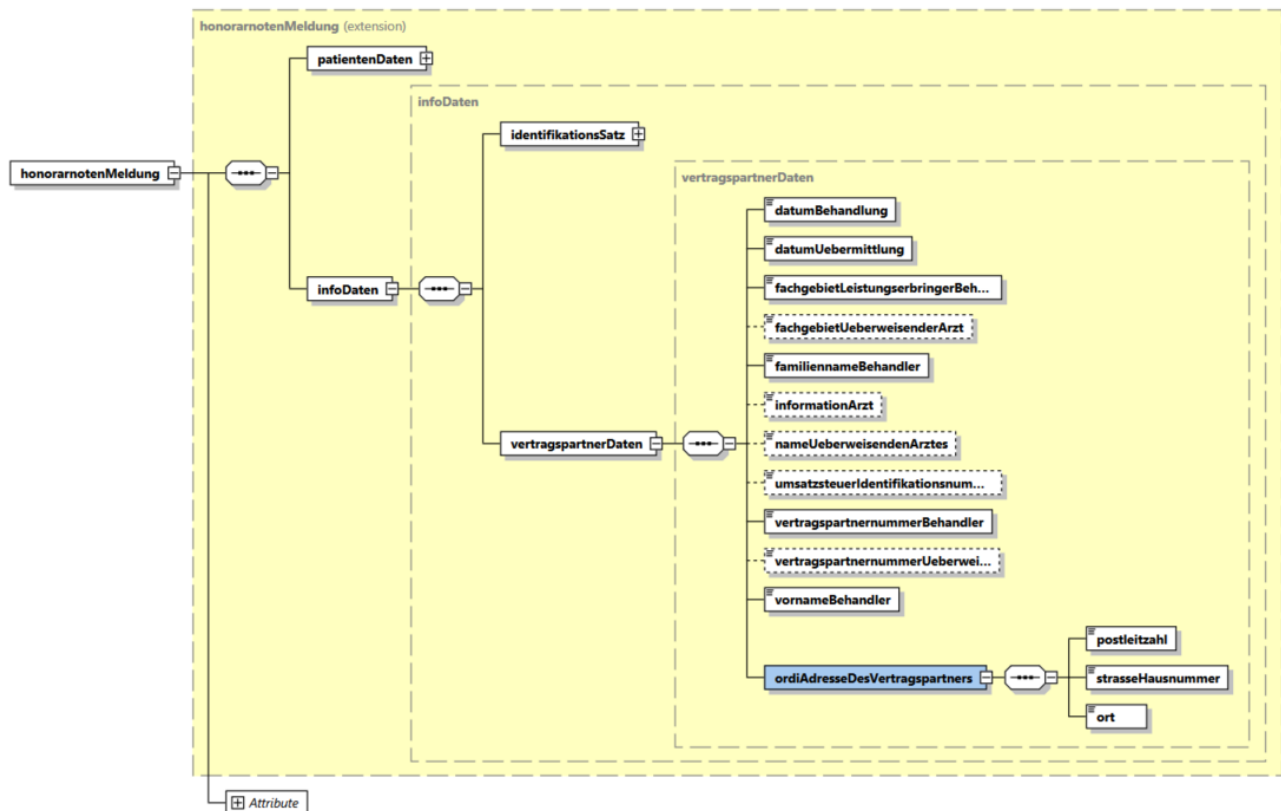 honorarnotenMeldung (extension)
patientenDaten
infoDaten
identifikationsSatz
honorarnotenMeldung
vertragspartnerDaten
datumBehandlung
datumUebermittlung
fachgebietLeistungserbringerBeh...
infoDaten
fachgebietUeberweisenderArzt
familiennameBehandler
informationArzt
vertragspartnerDaten
nameUeberweisendenArztes
umsatzsteuerIdentifikationsnum...
vertragspartnernummerBehandler
vertragspartnernummerUeberwei...
vornameBehandler
postleitzahl
ordiAdresseDesVertragspartners
strasseHausnummer
ort
Attribute